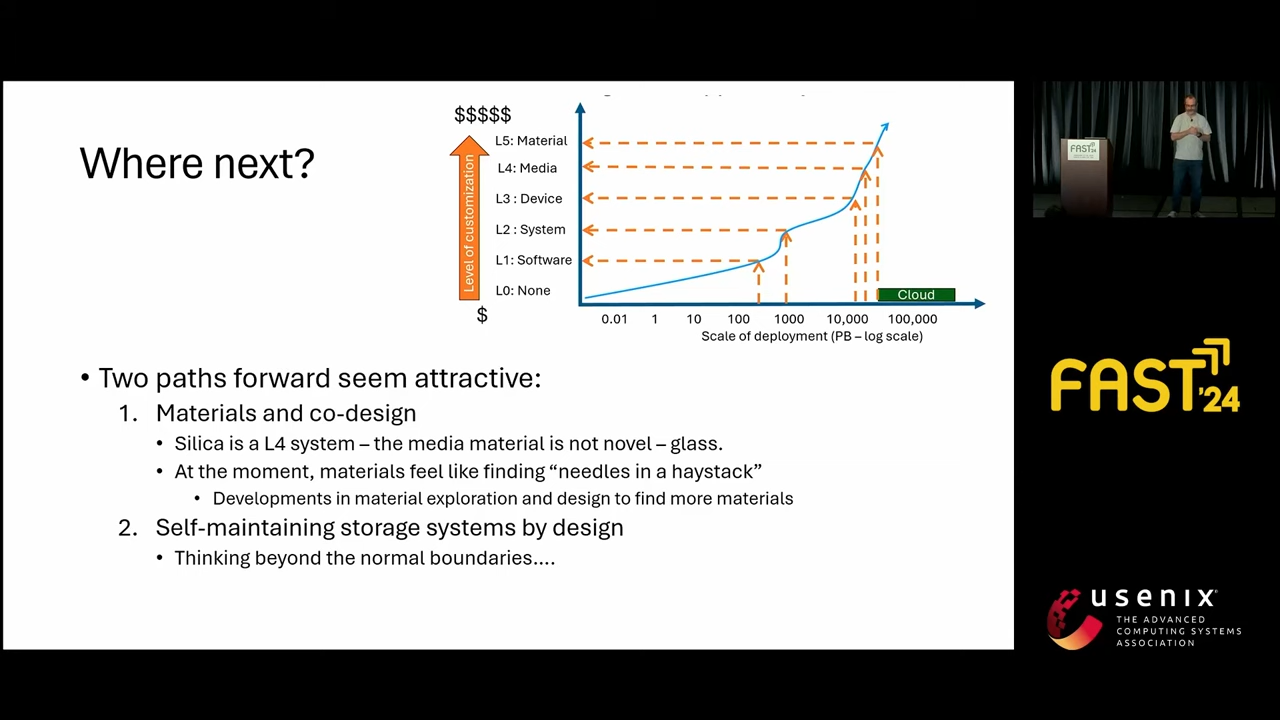 Where next?
$$$$$
Level of customization
$
L5: Material
L4: Media
L3 : Device
L2 : System
L1: Software
L0: None
Cloud
0.01 1 10 100 1000 10,000 100,000
Scale of deployment (PB – log scale)
• Two paths forward seem attractive:
1. Materials and co-design
• Silica is a L4 system – the media material is not novel – glass.
• At the moment, materials feel like finding “needles in a haystack”
• Developments in material exploration and design to find more materials
2. Self-maintaining storage systems by design
• Thinking beyond the normal boundaries….
FAST'24
FAST'24
usenix
THE ADVANCED
COMPUTING SYSTEMS
ASSOCIATION